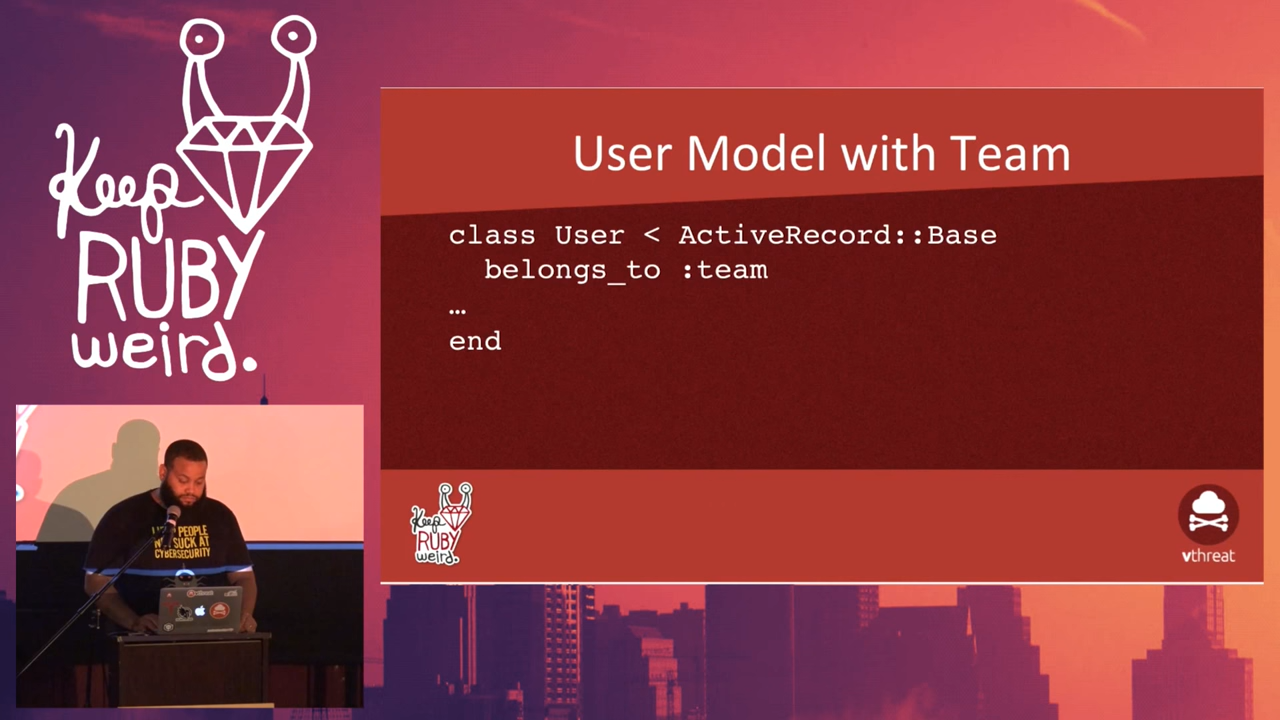 Keep
RUBY
weird.
User Model with Team
class User < ActiveRecord::Base
belongs_to :team
…
end
PEOPLE
SUCK AT
CYBERSECURITY
Keep
RUBY
weird.
vthreat